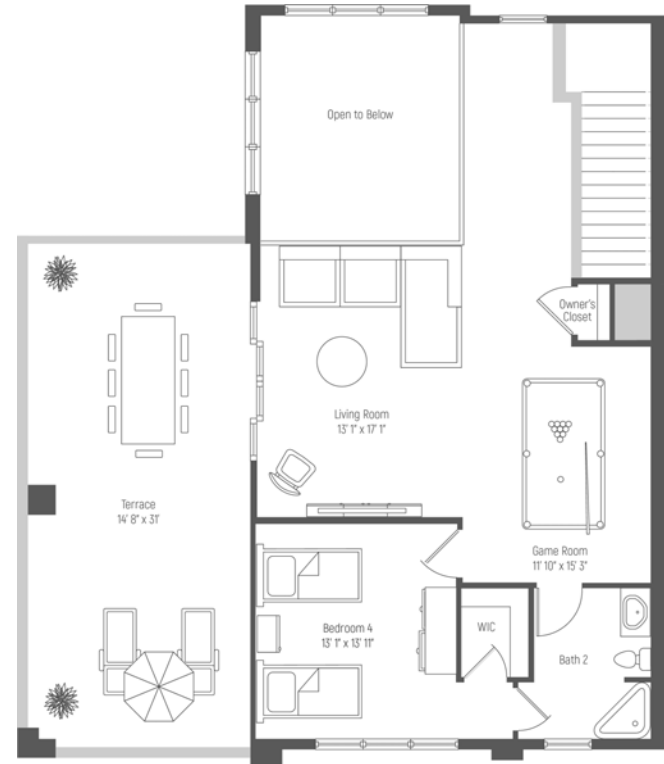 Open to Below
Owner's
Closet
Living Room
13' 1" x 17' 1"
Terrace
14' 8" x 31'
Game Room
11' 10" x 15' 3"
Bedroom 4
13' 1" x 13' 11"
WIC
Bath 2